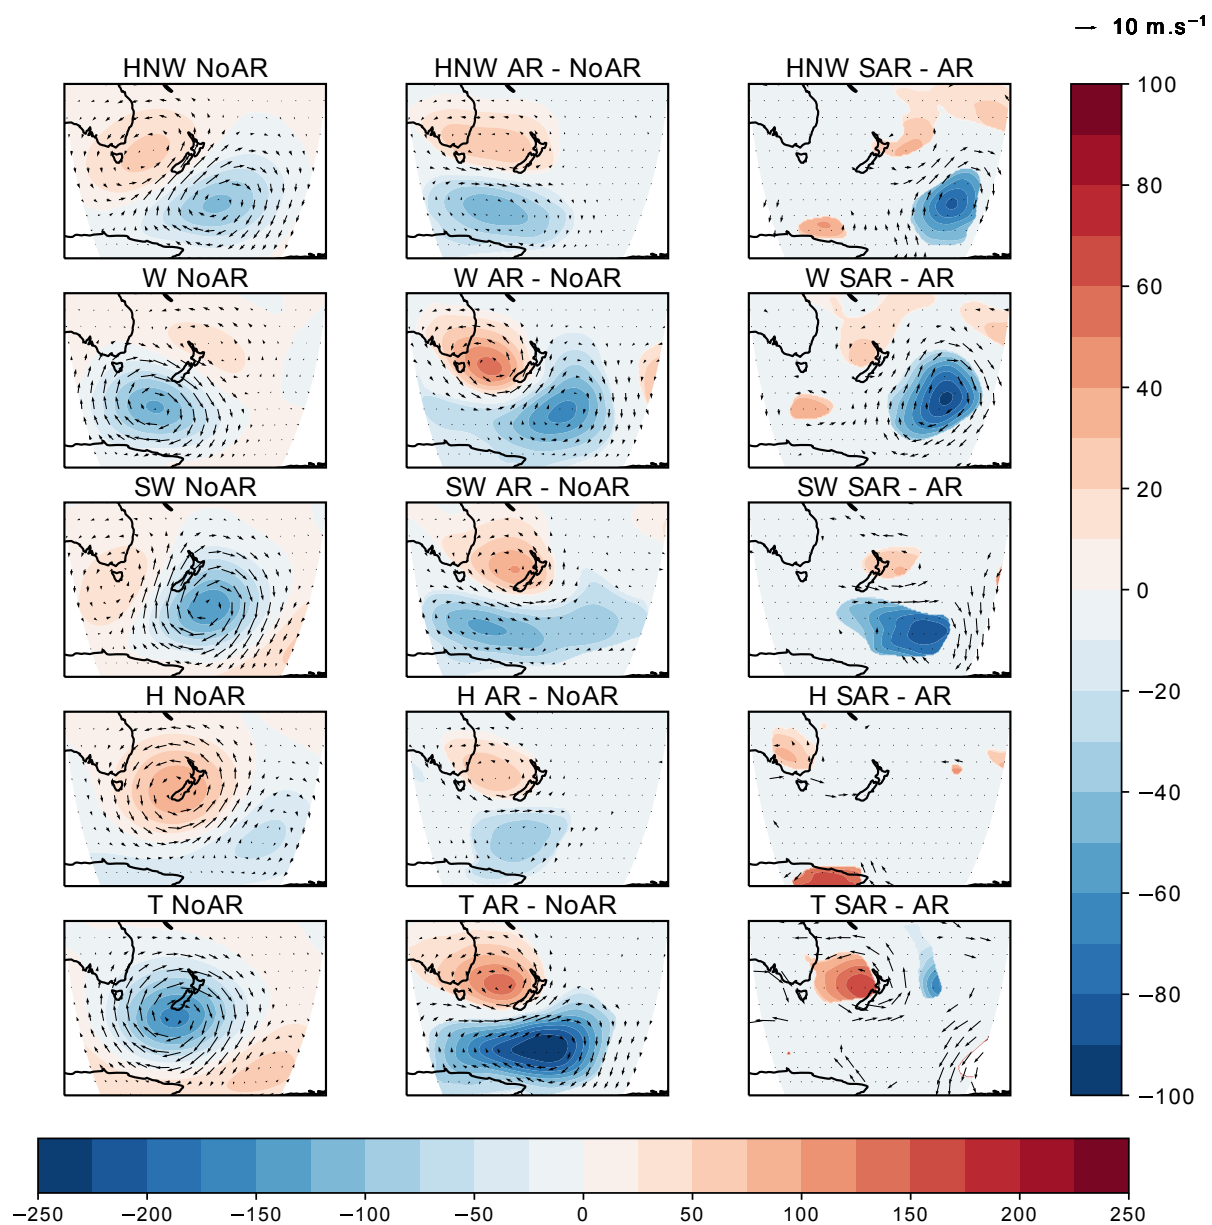 10 m.s⁻¹
HNW NoAR HNW AR - NoAR HNW SAR - AR
W NoAR W AR - NoAR W SAR - AR
SW NoAR SW AR - NoAR SW SAR - AR
H NoAR H AR - NoAR H SAR - AR
T NoAR T AR - NoAR T SAR - AR
100
80
60
40
20
0
−20
−40
−60
−80
−100
−250 −200 −150 −100 −50 0 50 100 150 200 250